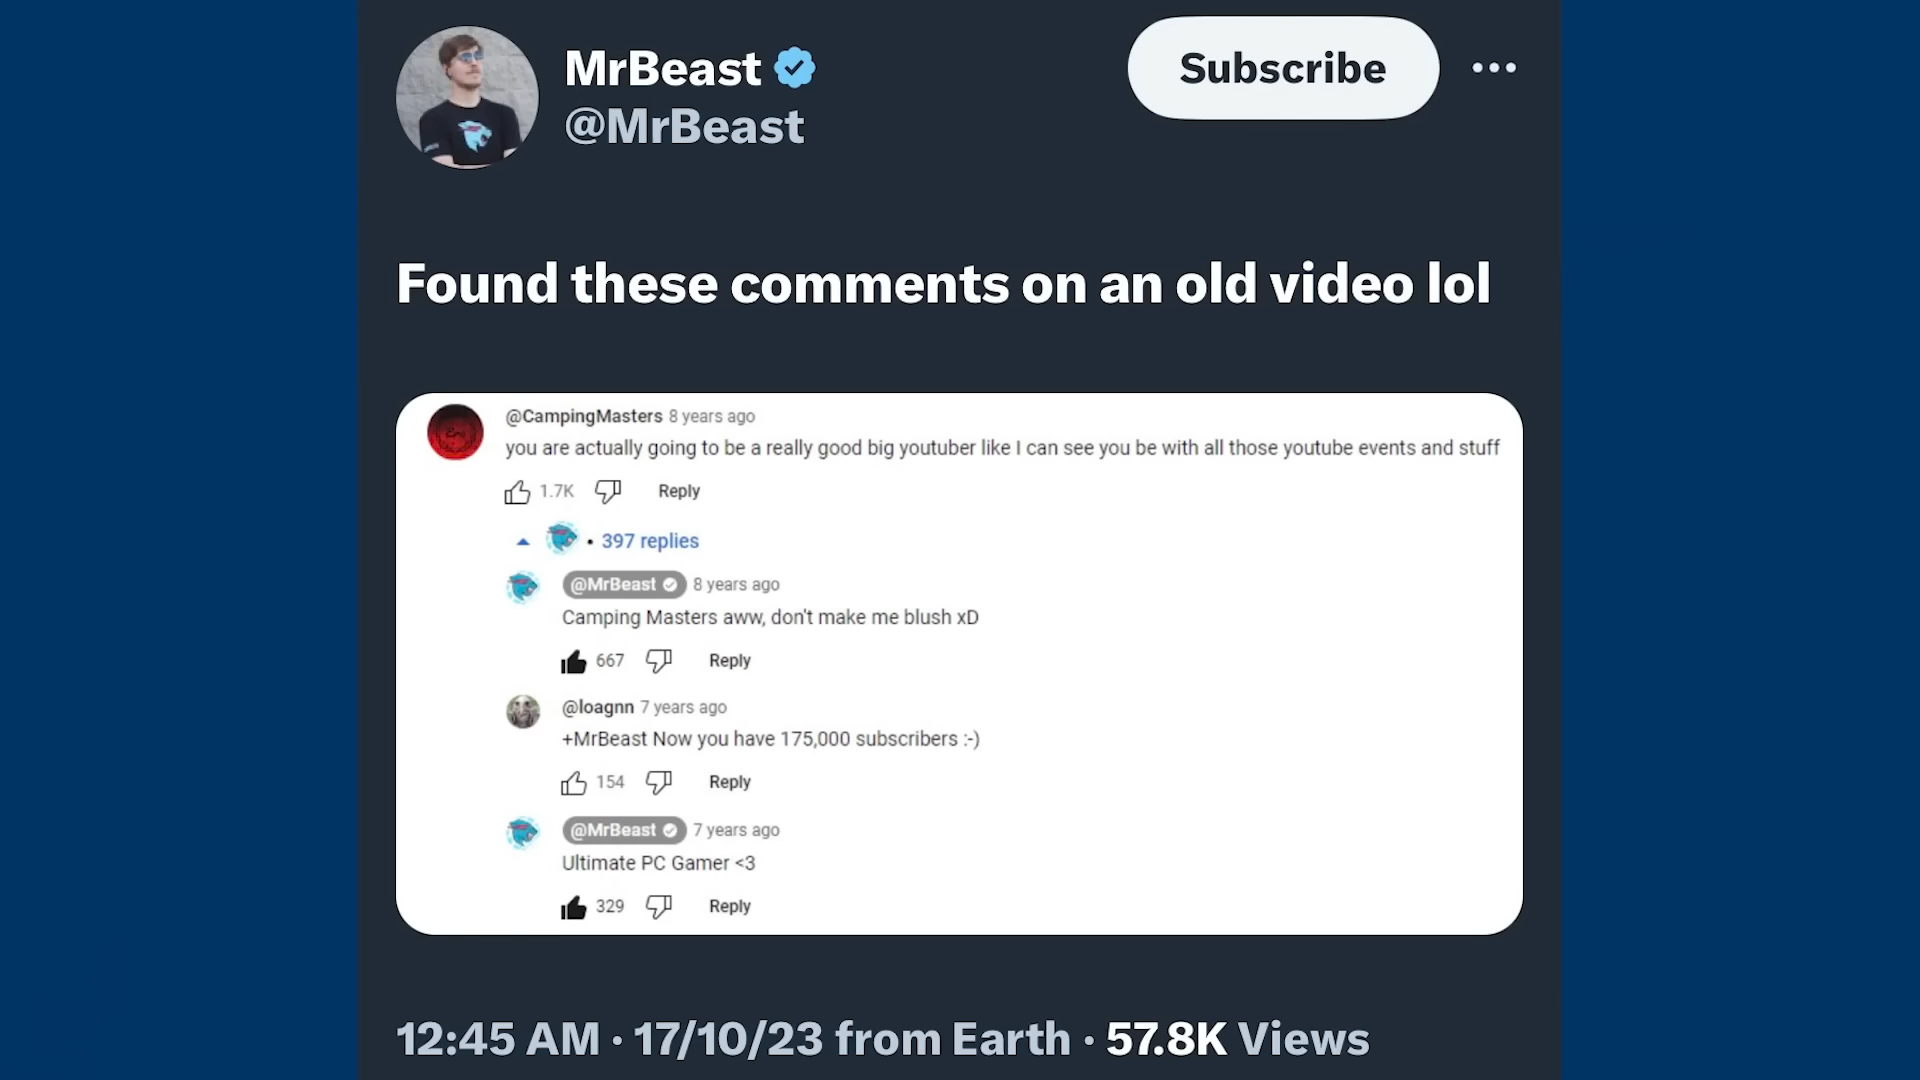 MrBeast
@MrBeast
Subscribe
Found these comments on an old video lol
@CampingMasters 8 years ago
you are actually going to be a really good big youtuber like I can see you be with all those youtube events and stuff
1.7K Reply
• 397 replies
@MrBeast 8 years ago
Camping Masters aww, don't make me blush xD
667 Reply
@loagnn 7 years ago
+MrBeast Now you have 175,000 subscribers :-)
154 Reply
@MrBeast 7 years ago
Ultimate PC Gamer <3
329 Reply
12:45 AM · 17/10/23 from Earth · 57.8K Views